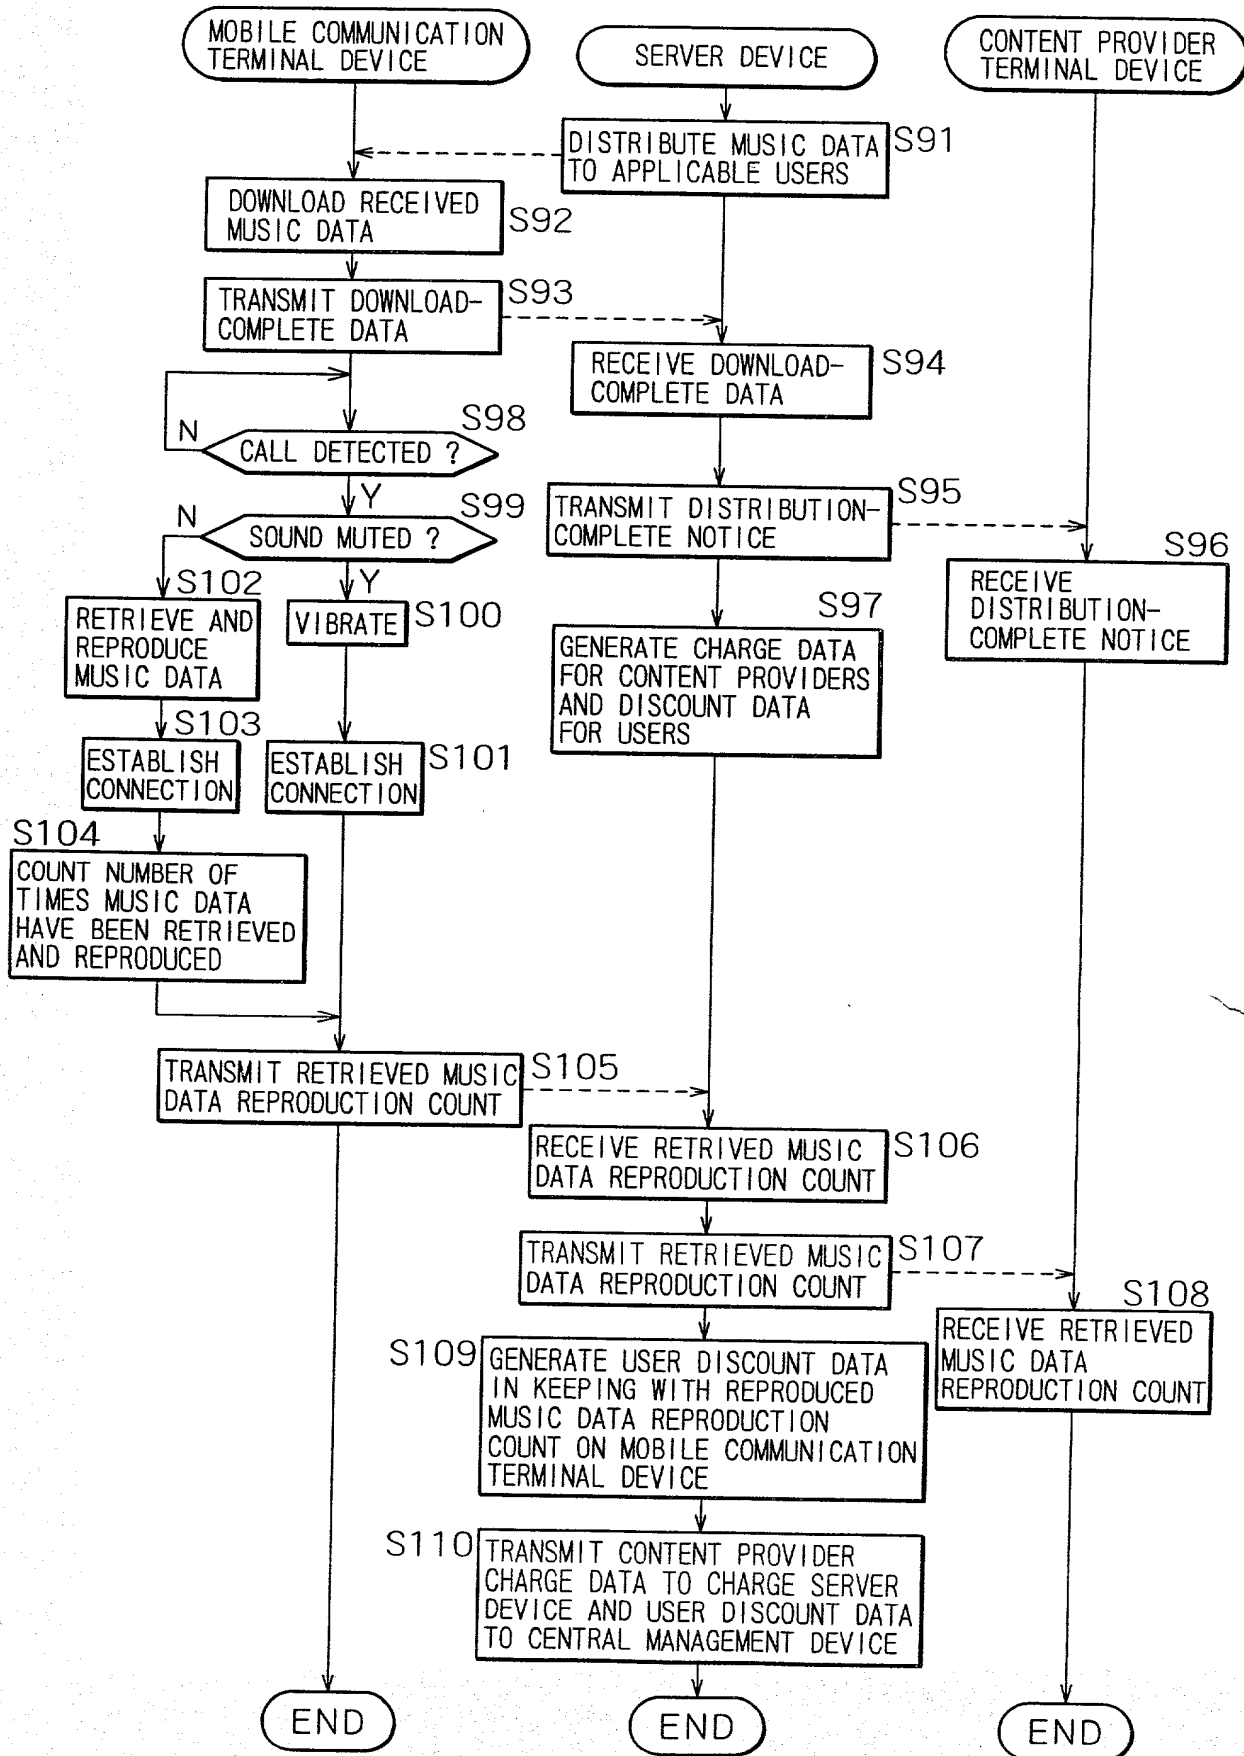 MOBILE COMMUNICATION
TERMINAL DEVICE
SERVER DEVICE
CONTENT PROVIDER
TERMINAL DEVICE
DISTRIBUTE MUSIC DATA
TO APPLICABLE USERS
S91
DOWNLOAD RECEIVED
MUSIC DATA
S92
TRANSMIT DOWNLOAD-
COMPLETE DATA
S93
RECEIVE DOWNLOAD-
COMPLETE DATA
S94
S98
N
CALL DETECTED ?
Y
S99
N
SOUND MUTED ?
Y
TRANSMIT DISTRIBUTION-
COMPLETE NOTICE
S95
S96
RECEIVE
DISTRIBUTION-
COMPLETE NOTICE
S102
RETRIEVE AND
REPRODUCE
MUSIC DATA
VIBRATE
S100
S97
GENERATE CHARGE DATA
FOR CONTENT PROVIDERS
AND DISCOUNT DATA
FOR USERS
S103
ESTABLISH
CONNECTION
ESTABLISH
CONNECTION
S101
S104
COUNT NUMBER OF
TIMES MUSIC DATA
HAVE BEEN RETRIEVED
AND REPRODUCED
TRANSMIT RETRIEVED MUSIC
DATA REPRODUCTION COUNT
S105
RECEIVE RETRIVED MUSIC
DATA REPRODUCTION COUNT
S106
TRANSMIT RETRIEVED MUSIC
DATA REPRODUCTION COUNT
S107
S108
RECEIVE RETRIEVED
MUSIC DATA
REPRODUCTION COUNT
S109
GENERATE USER DISCOUNT DATA
IN KEEPING WITH REPRODUCED
MUSIC DATA REPRODUCTION
COUNT ON MOBILE COMMUNICATION
TERMINAL DEVICE
S110
TRANSMIT CONTENT PROVIDER
CHARGE DATA TO CHARGE SERVER
DEVICE AND USER DISCOUNT DATA
TO CENTRAL MANAGEMENT DEVICE
END
END
END